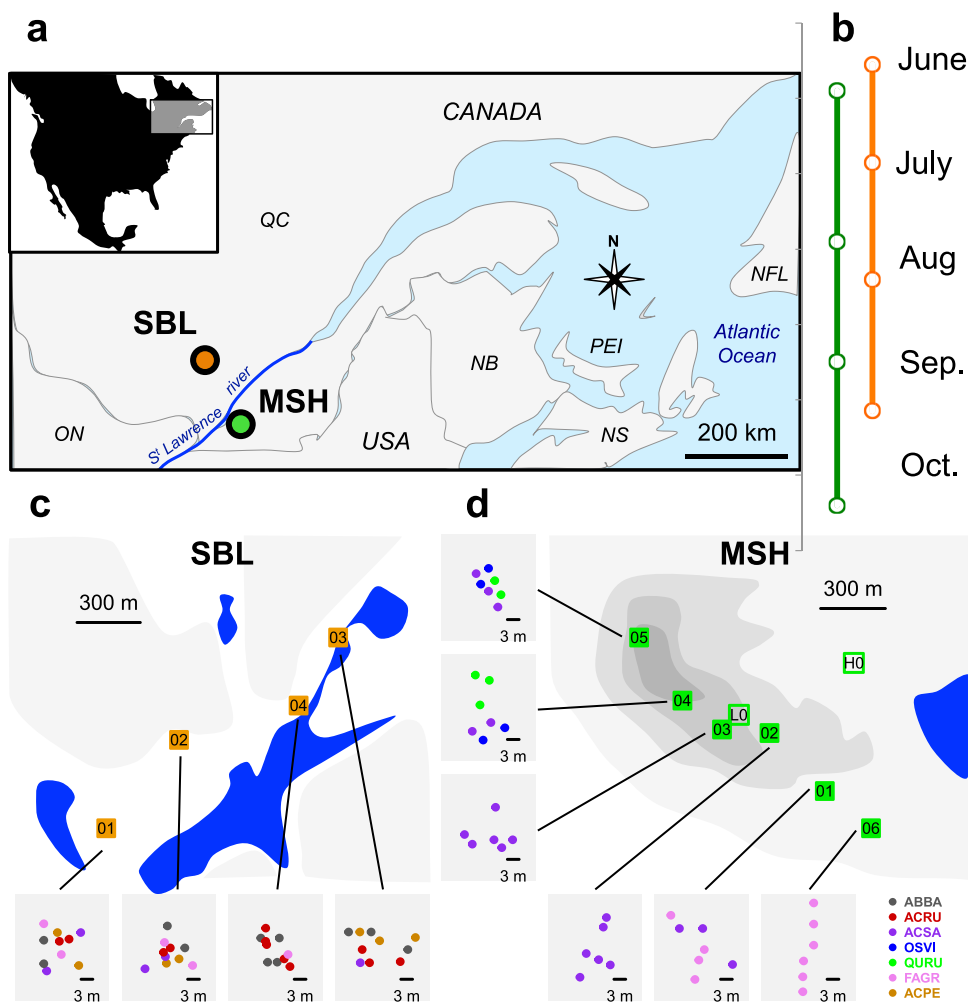 a
b
CANADA
QC
N
NFL
SBL
MSH
NB
PEI
Atlantic
Ocean
ON
Sᵗ Lawrence river
USA
NS
200 km
June
July
Aug
Sep.
Oct.
c
SBL
300 m
03
04
02
01
3 m
3 m
3 m
3 m
d
MSH
300 m
3 m
3 m
3 m
05
H0
04
L0
03
02
01
06
3 m
3 m
3 m
ABBA
ACRU
ACSA
OSVI
QURU
FAGR
ACPE